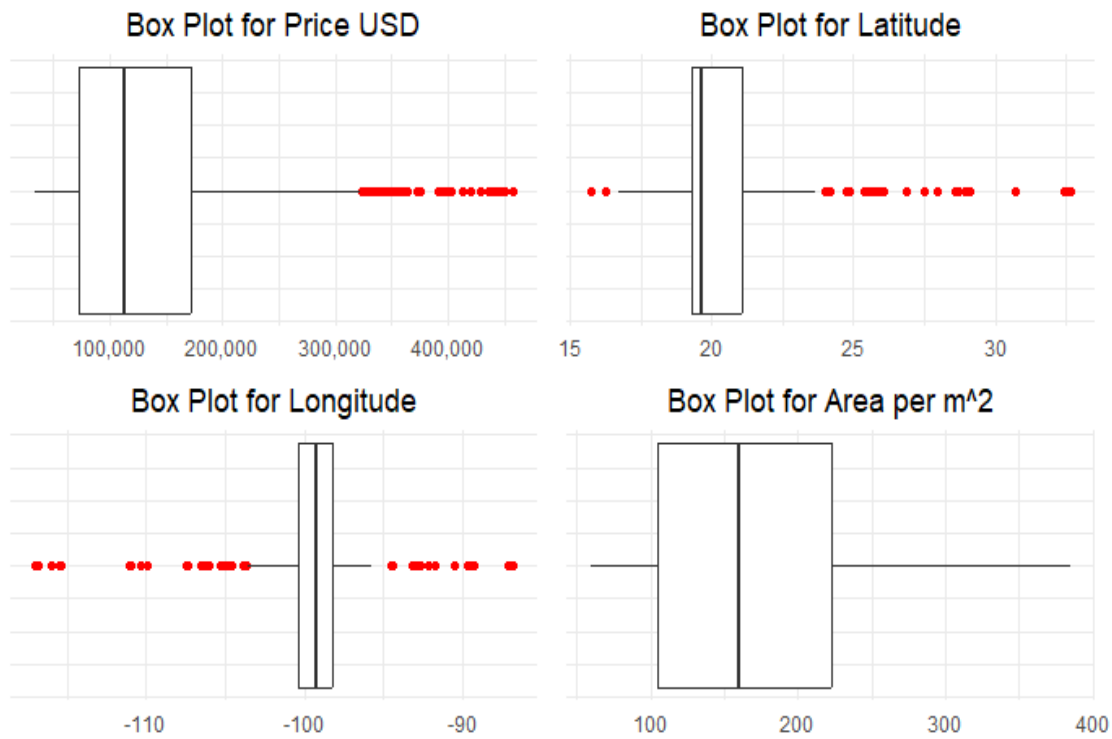 Box Plot for Price USD
Box Plot for Latitude
100,000 200,000 300,000 400,000
15 20 25 30
Box Plot for Longitude
Box Plot for Area per m^2
-110 -100 -90
100 200 300 400